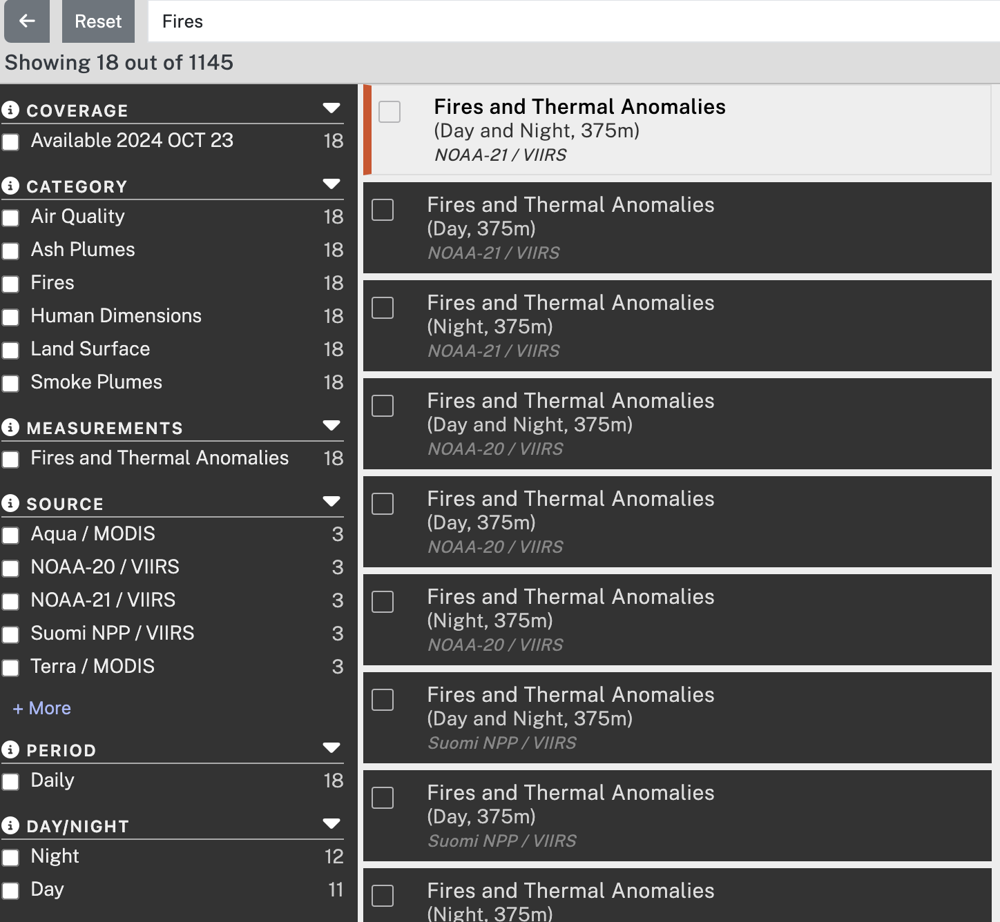 Reset
Fires
Showing 18 out of 1145
COVERAGE
Available 2024 OCT 23 18
CATEGORY
Air Quality 18
Ash Plumes 18
Fires 18
Human Dimensions 18
Land Surface 18
Smoke Plumes 18
MEASUREMENTS
Fires and Thermal Anomalies 18
SOURCE
Aqua / MODIS 3
NOAA-20 / VIIRS 3
NOAA-21 / VIIRS 3
Suomi NPP / VIIRS 3
Terra / MODIS 3
+ More
PERIOD
Daily 18
DAY/NIGHT
Night 12
Day 11
Fires and Thermal Anomalies
(Day and Night, 375m)
NOAA-21 / VIIRS
Fires and Thermal Anomalies
(Day, 375m)
NOAA-21 / VIIRS
Fires and Thermal Anomalies
(Night, 375m)
NOAA-21 / VIIRS
Fires and Thermal Anomalies
(Day and Night, 375m)
NOAA-20 / VIIRS
Fires and Thermal Anomalies
(Day, 375m)
NOAA-20 / VIIRS
Fires and Thermal Anomalies
(Night, 375m)
NOAA-20 / VIIRS
Fires and Thermal Anomalies
(Day and Night, 375m)
Suomi NPP / VIIRS
Fires and Thermal Anomalies
(Day, 375m)
Suomi NPP / VIIRS
Fires and Thermal Anomalies
(Night, 375m)